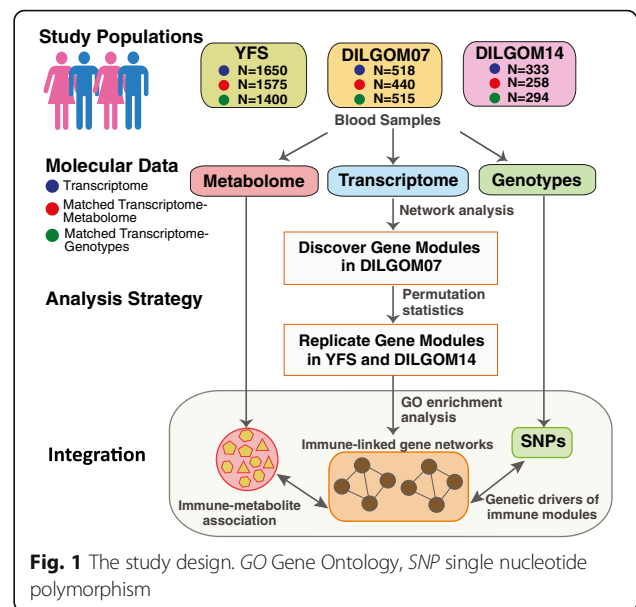 Study Populations
YFS
N=1650
N=1575
N=1400
DILGOM07
N=518
N=440
N=515
DILGOM14
N=333
N=258
N=294
Blood Samples
Molecular Data
Transcriptome
Matched Transcriptome-
Metabolome
Matched Transcriptome-
Genotypes
Metabolome
Transcriptome
Genotypes
Network analysis
Discover Gene Modules
in DILGOM07
Analysis Strategy
Permutation
statistics
Replicate Gene Modules
in YFS and DILGOM14
GO enrichment
analysis
Integration
Immune-linked gene networks
SNPs
Immune-metabolite
association
Genetic drivers of
immune modules
Fig. 1 The study design. GO Gene Ontology, SNP single nucleotide
polymorphism